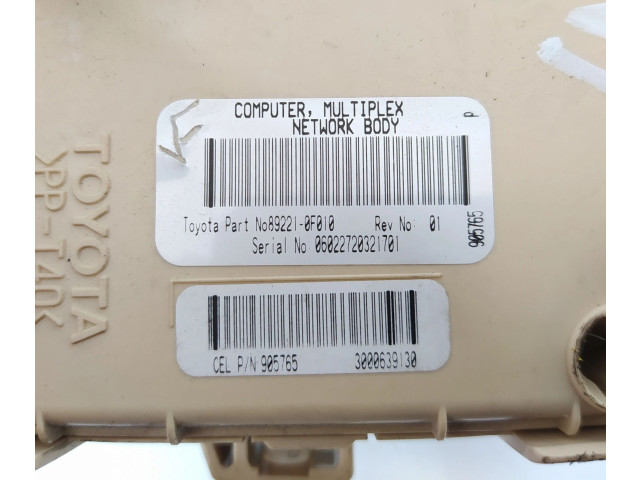 COMPUTER, MULTIPLEX
NETWORK BODY
P
Toyota Part No89221-0F010 Rev No: 01
Serial No 06022720321701
905765
CEL P/N 905765 3000639130
TOYOTA
>PP-T40<